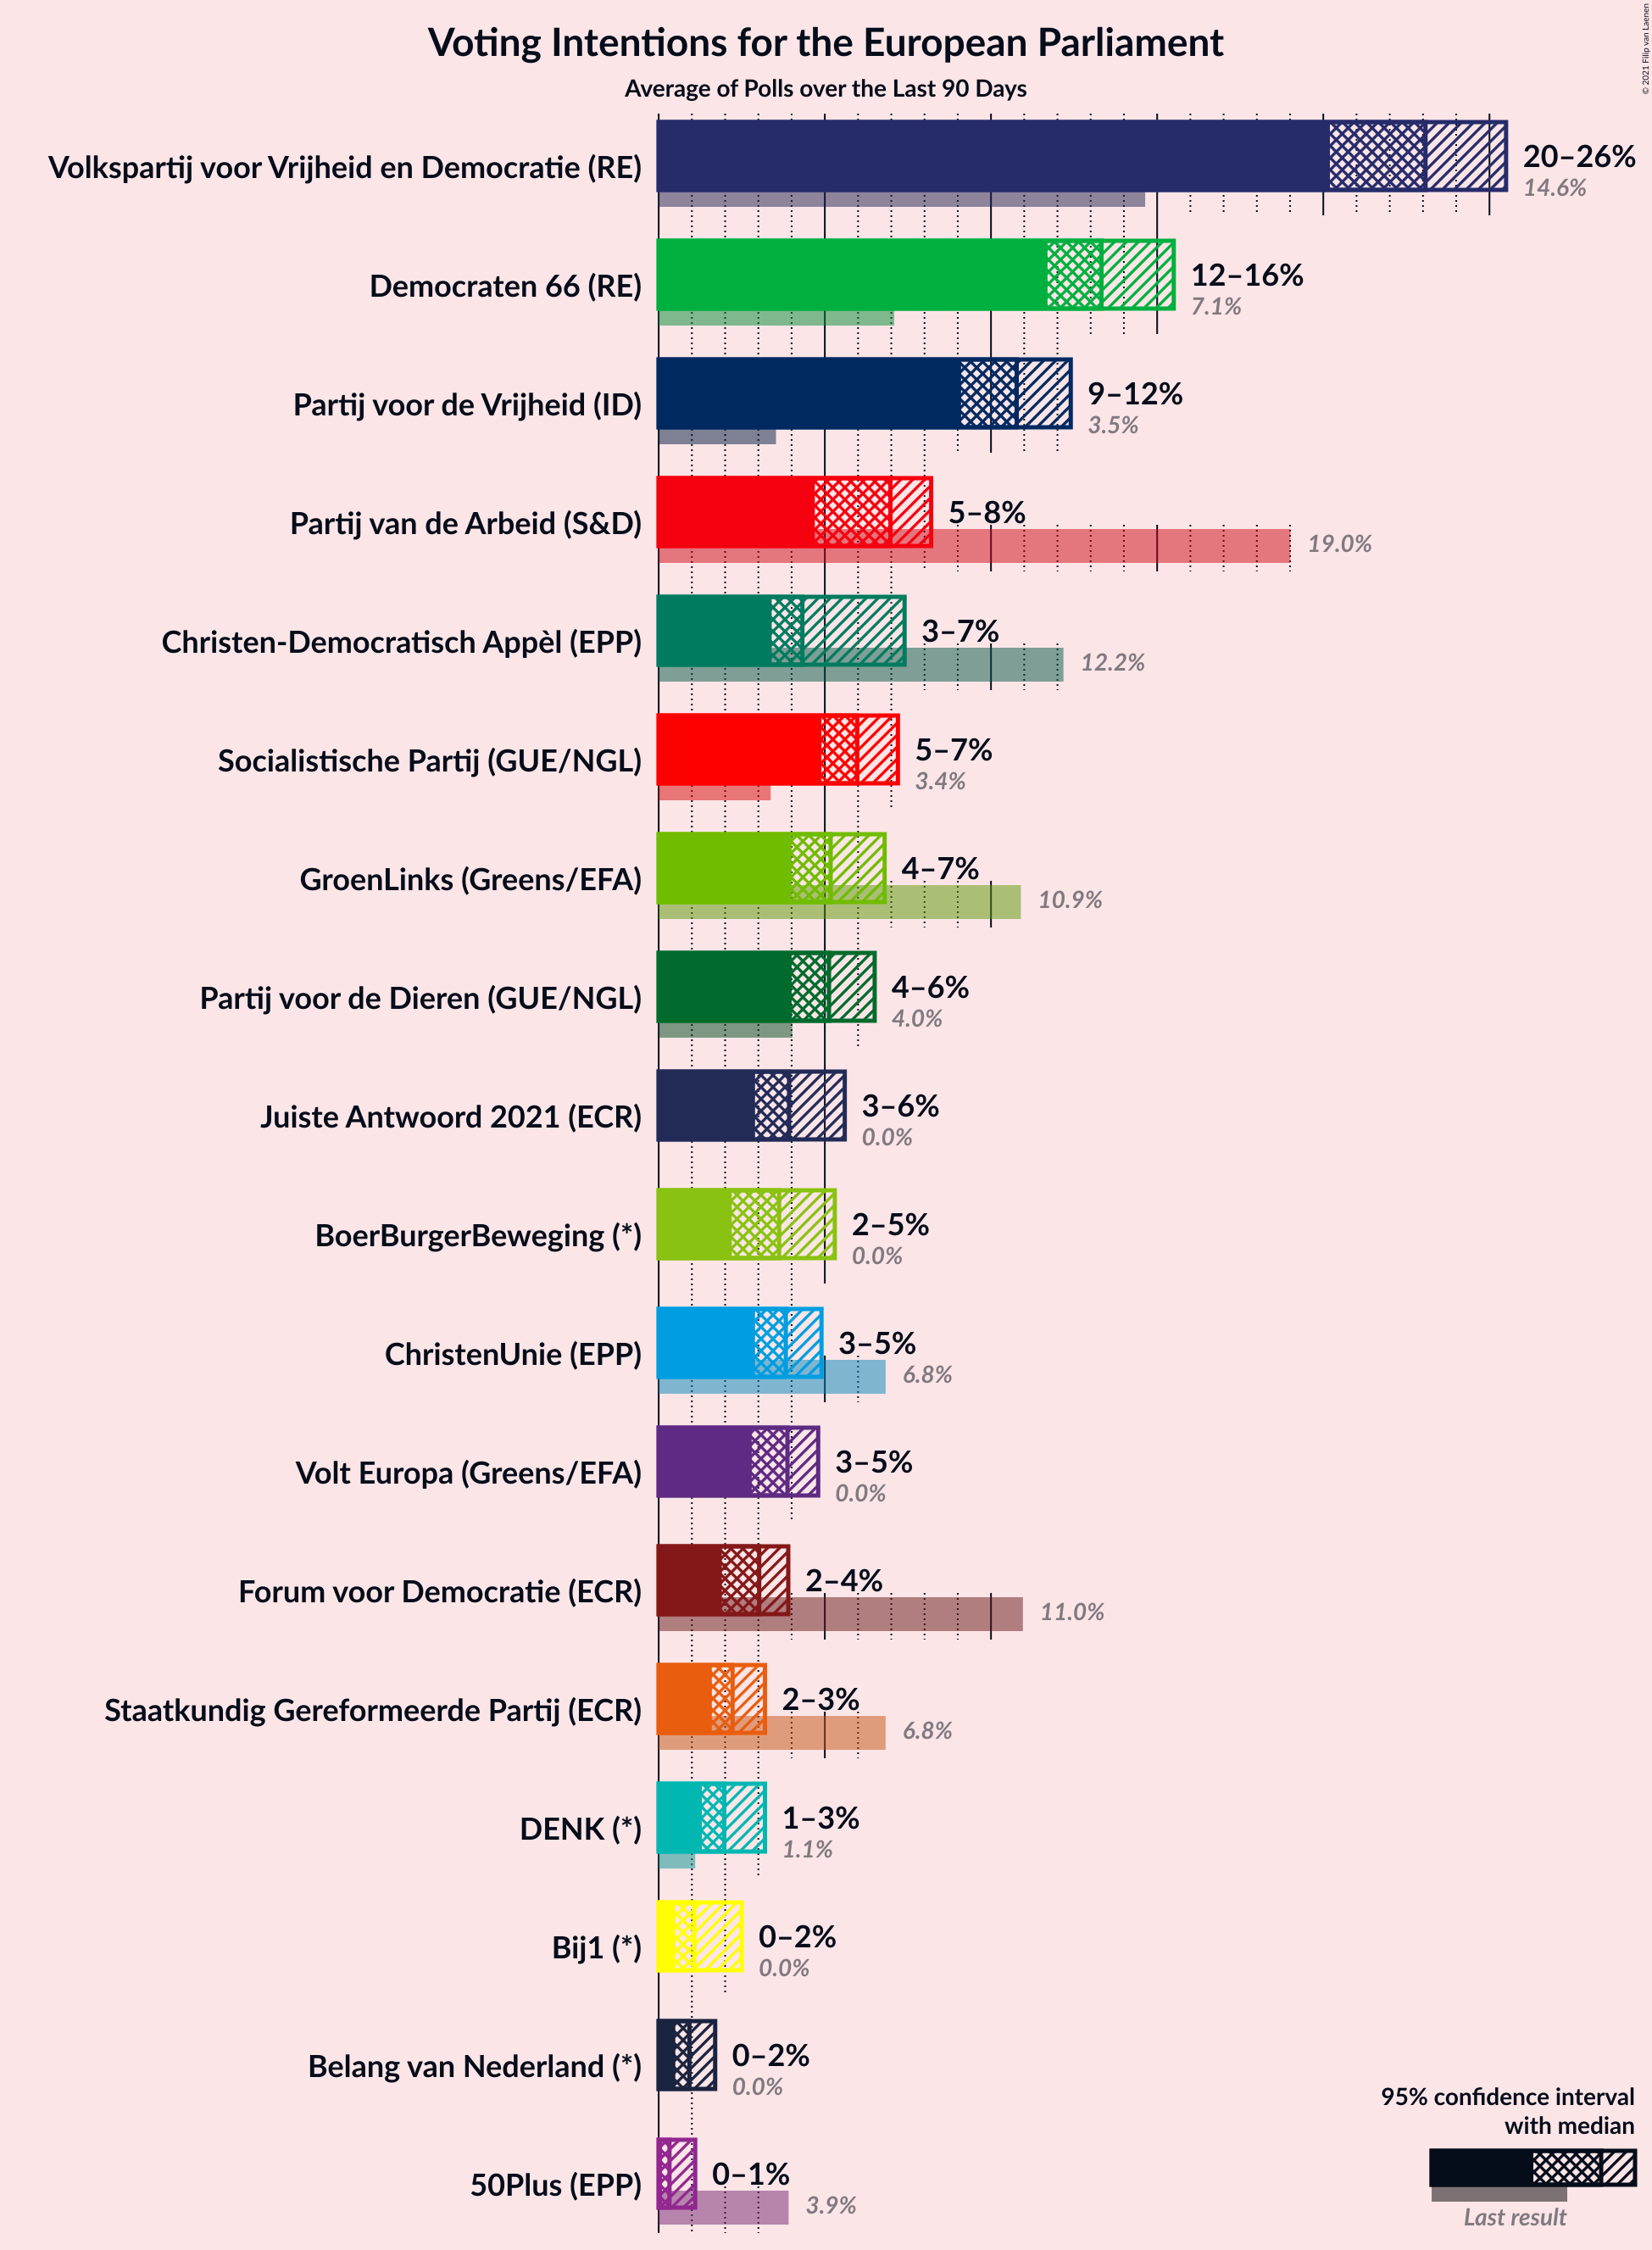 Voting Intentions for the European Parliament
Average of Polls over the Last 90 Days
© 2021 Filip van Laenen
Volkspartij voor Vrijheid en Democratie (RE)
20–26%
14.6%
Democraten 66 (RE)
12–16%
7.1%
Partij voor de Vrijheid (ID)
9–12%
3.5%
Partij van de Arbeid (S&D)
5–8%
19.0%
Christen-Democratisch Appèl (EPP)
3–7%
12.2%
Socialistische Partij (GUE/NGL)
5–7%
3.4%
GroenLinks (Greens/EFA)
4–7%
10.9%
Partij voor de Dieren (GUE/NGL)
4–6%
4.0%
Juiste Antwoord 2021 (ECR)
3–6%
0.0%
BoerBurgerBeweging (*)
2–5%
0.0%
ChristenUnie (EPP)
3–5%
6.8%
Volt Europa (Greens/EFA)
3–5%
0.0%
Forum voor Democratie (ECR)
2–4%
11.0%
Staatkundig Gereformeerde Partij (ECR)
2–3%
6.8%
DENK (*)
1–3%
1.1%
Bij1 (*)
0–2%
0.0%
Belang van Nederland (*)
0–2%
0.0%
50Plus (EPP)
0–1%
3.9%
95% confidence interval
with median
Last result